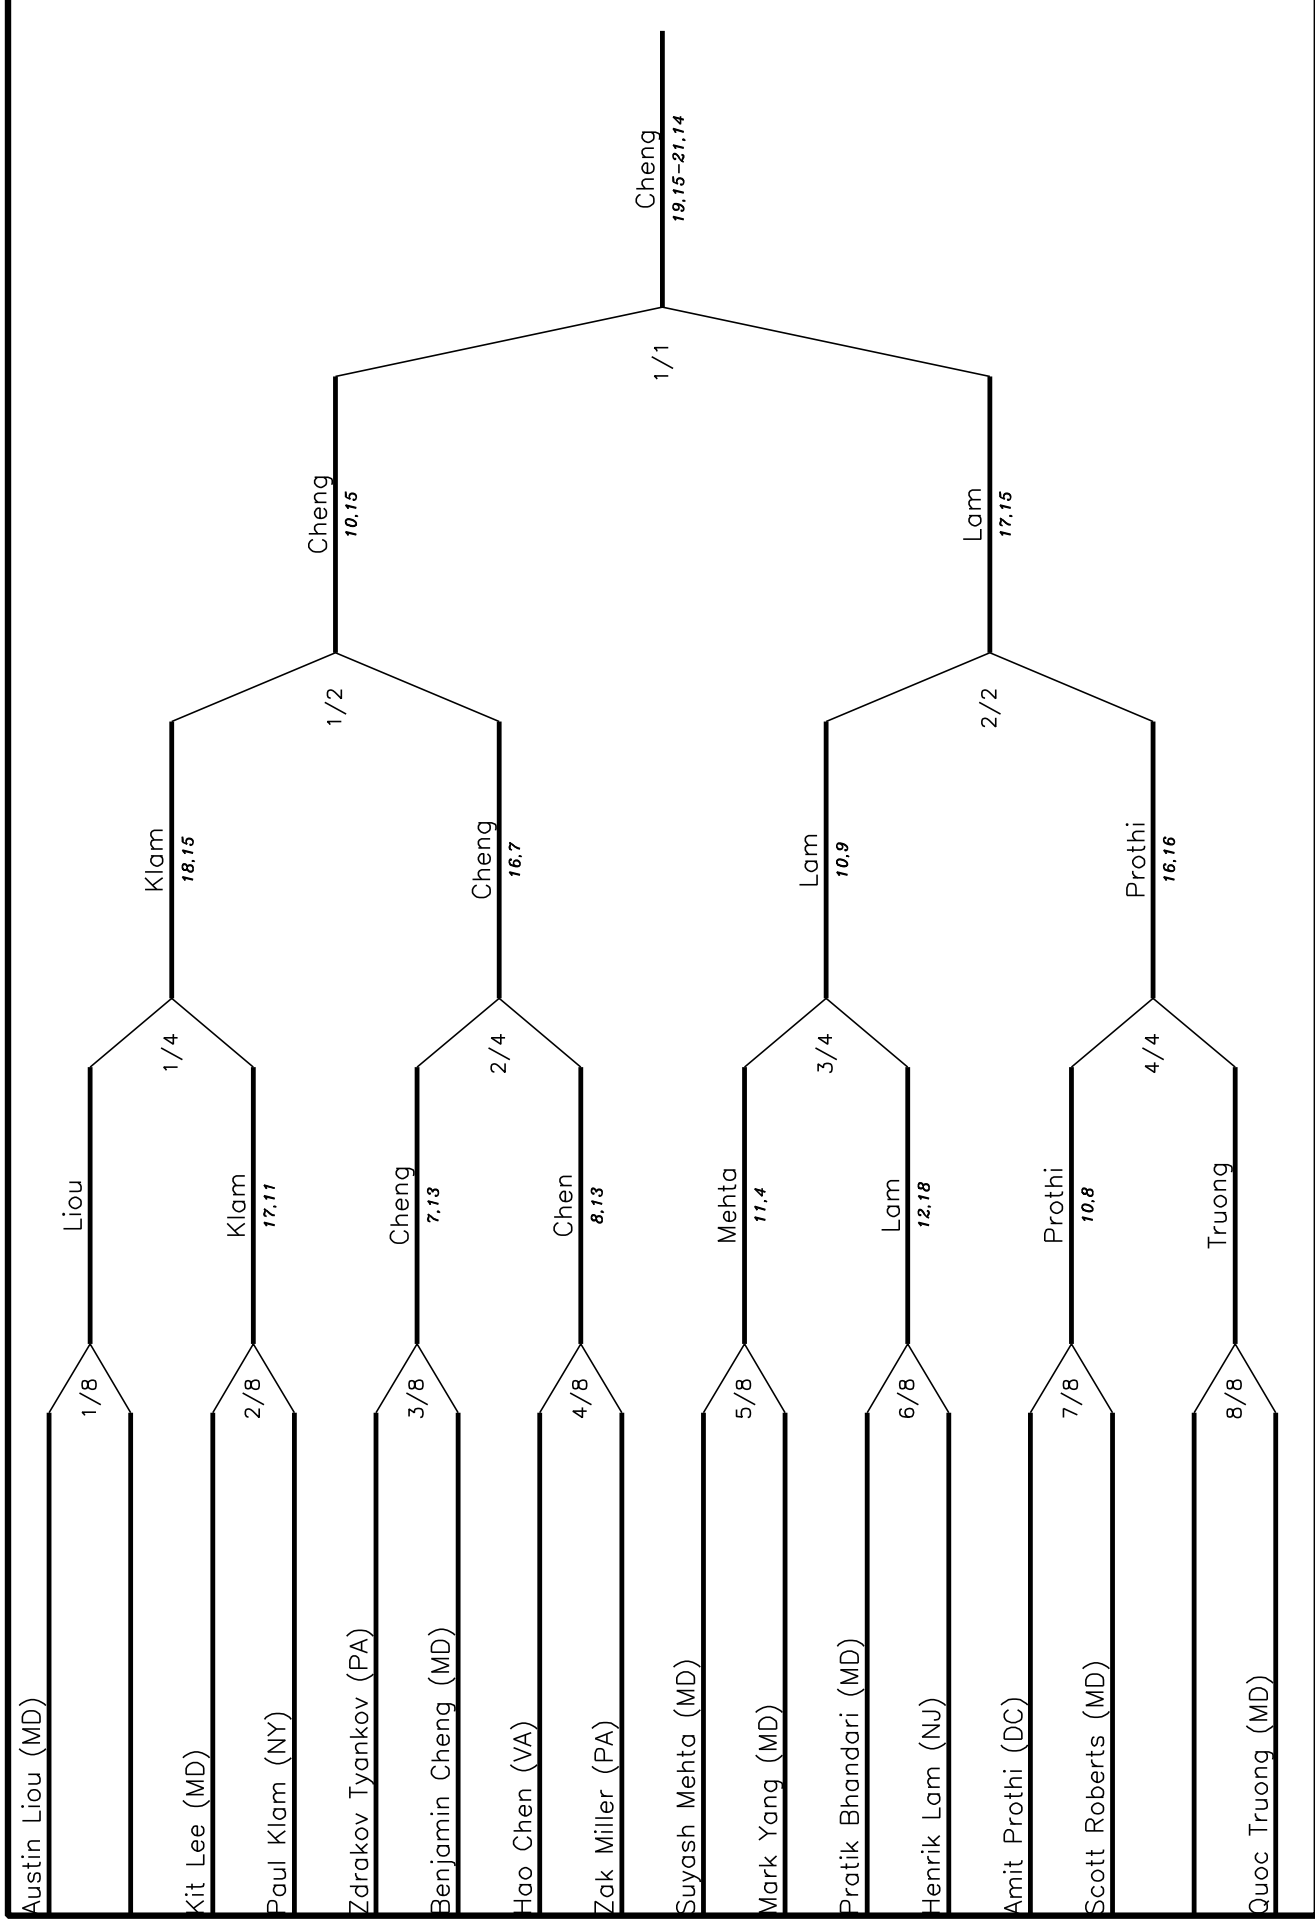 Austin Liou (MD)
Kit Lee (MD)
Paul Klam (NY)
Zdrakov Tyankov (PA)
Benjamin Cheng (MD)
Hao Chen (VA)
Zak Miller (PA)
Suyash Mehta (MD)
Mark Yang (MD)
Pratik Bhandari (MD)
Henrik Lam (NJ)
Amit Prothi (DC)
Scott Roberts (MD)
Quoc Truong (MD)
1/8
2/8
3/8
4/8
5/8
6/8
7/8
8/8
Liou
Klam
17,11
Cheng
7,13
Chen
8,13
Mehta
11,4
Lam
12,18
Prothi
10,8
Truong
1/4
2/4
3/4
4/4
Klam
18,15
Cheng
16,7
Lam
10,9
Prothi
16,16
1/2
2/2
Cheng
10,15
Lam
17,15
1/1
Cheng
19,15-21,14